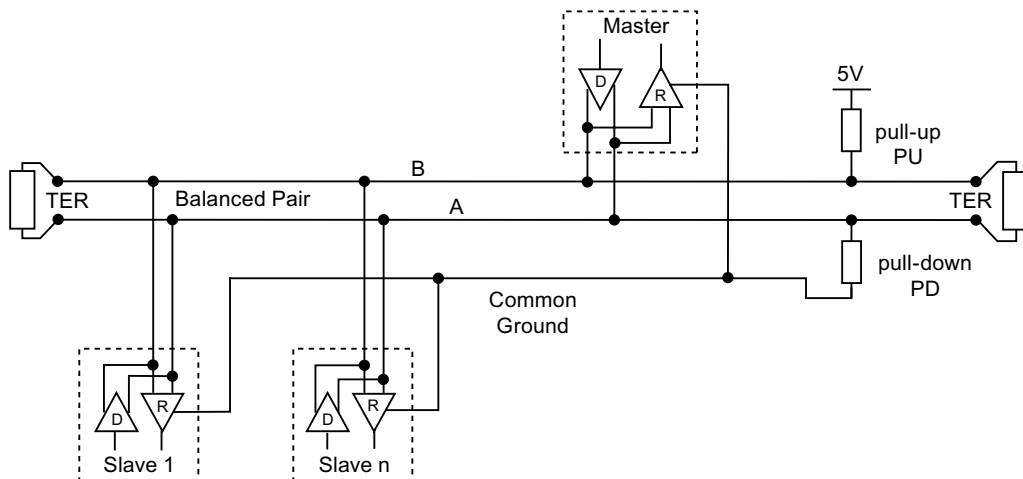 Master
D
R
5V
pull-up
PU
B
TER
Balanced Pair
A
TER
pull-down
PD
Common
Ground
D
R
Slave 1
D
R
Slave n